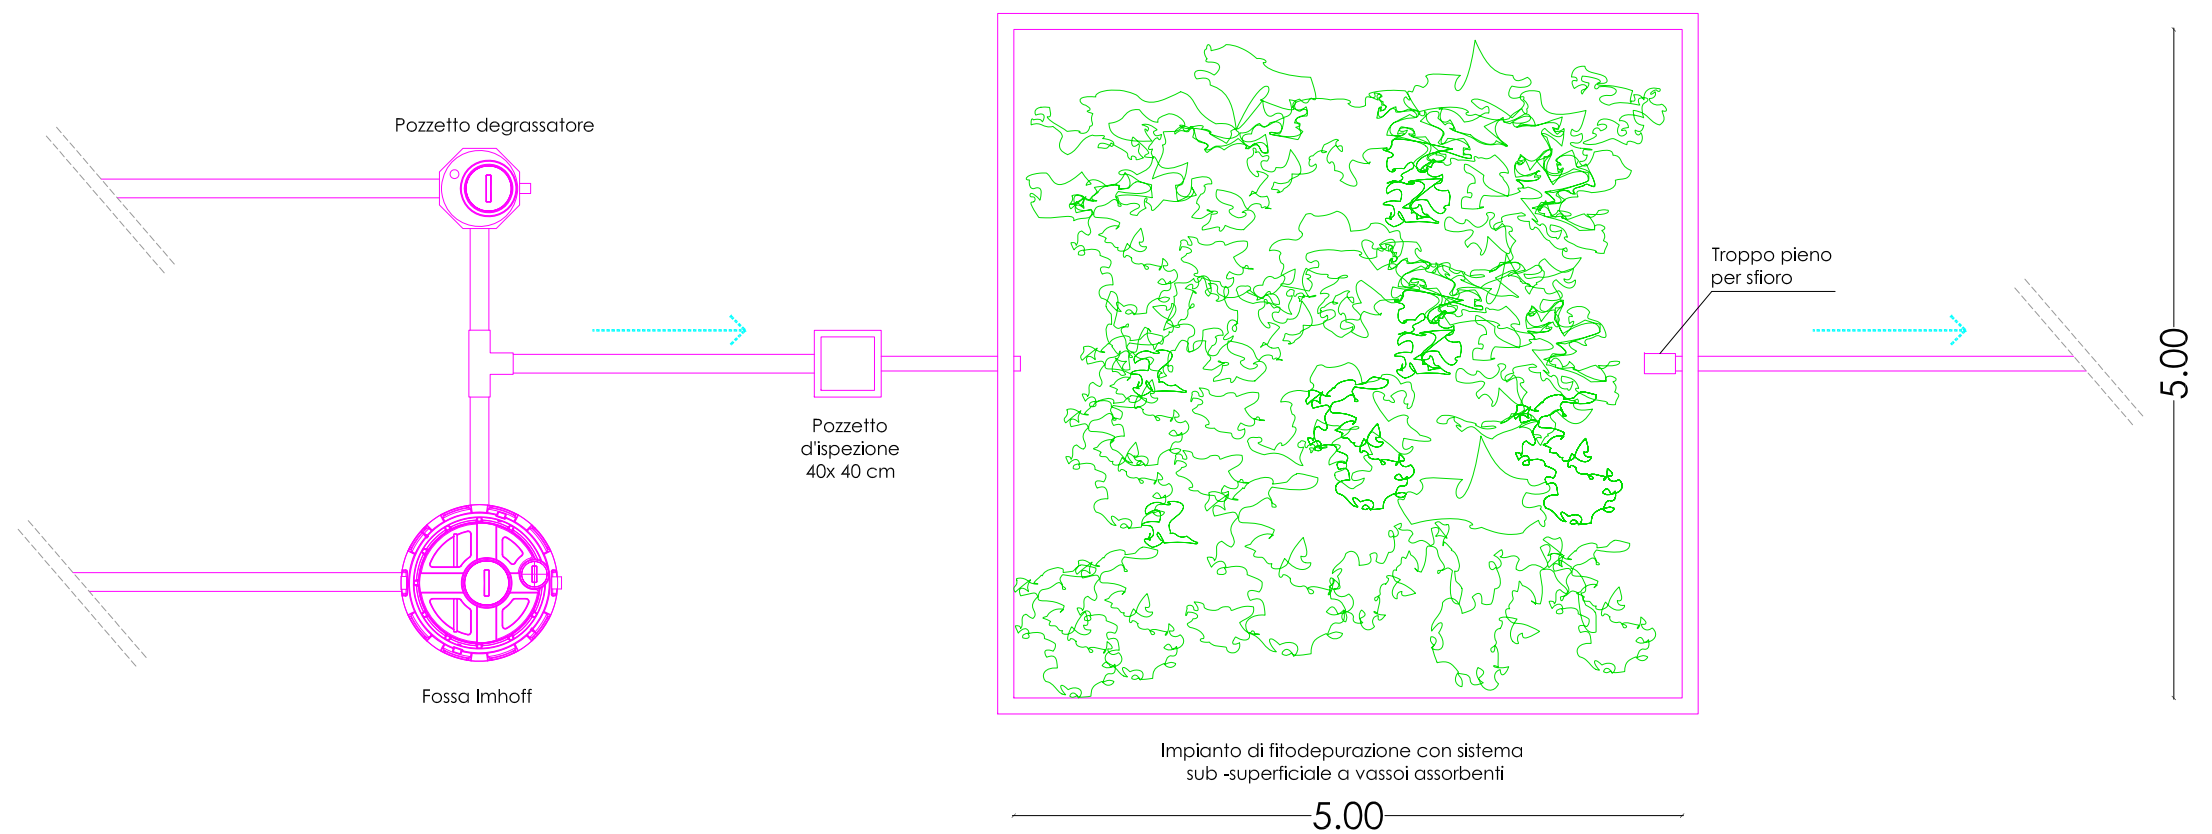 Pozzetto degrassatore
Troppo pieno
per sfioro
5.00
Pozzetto
d'ispezione
40x 40 cm
Fossa Imhoff
Impianto di fitodepurazione con sistema
sub -superficiale a vassoi assorbenti
5.00